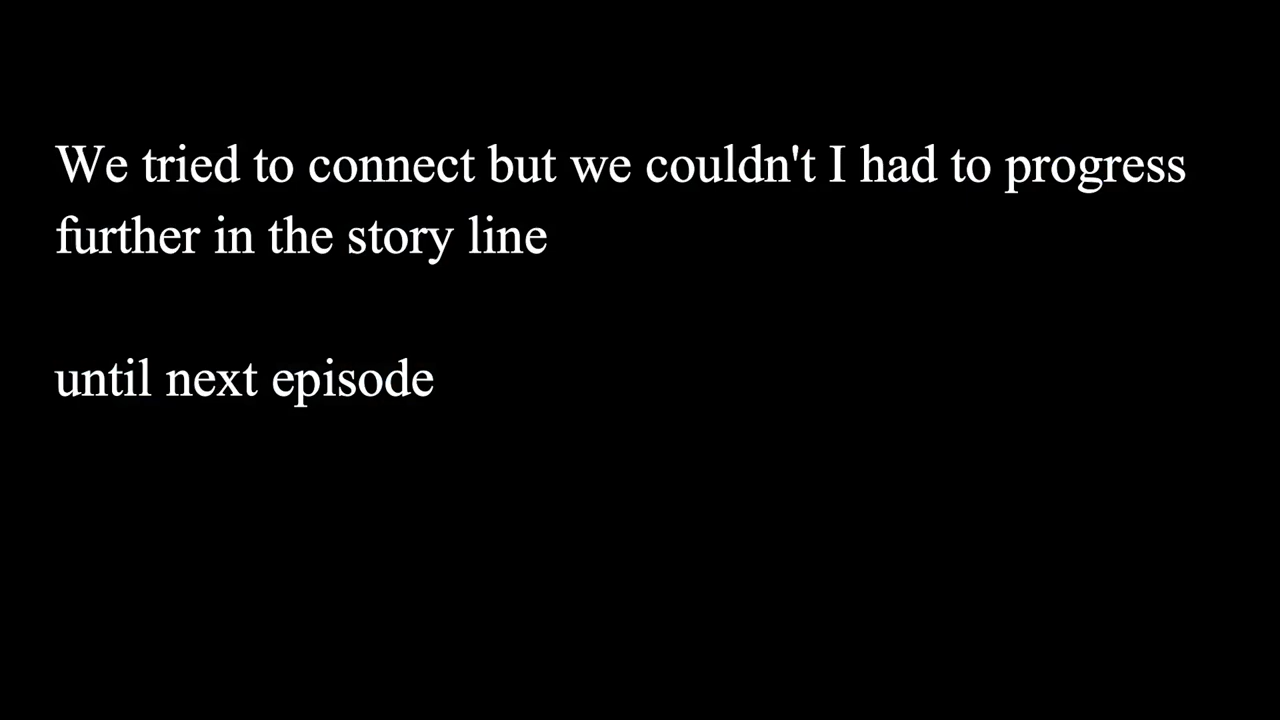 We tried to connect but we couldn't I had to progress
further in the story line
until next episode